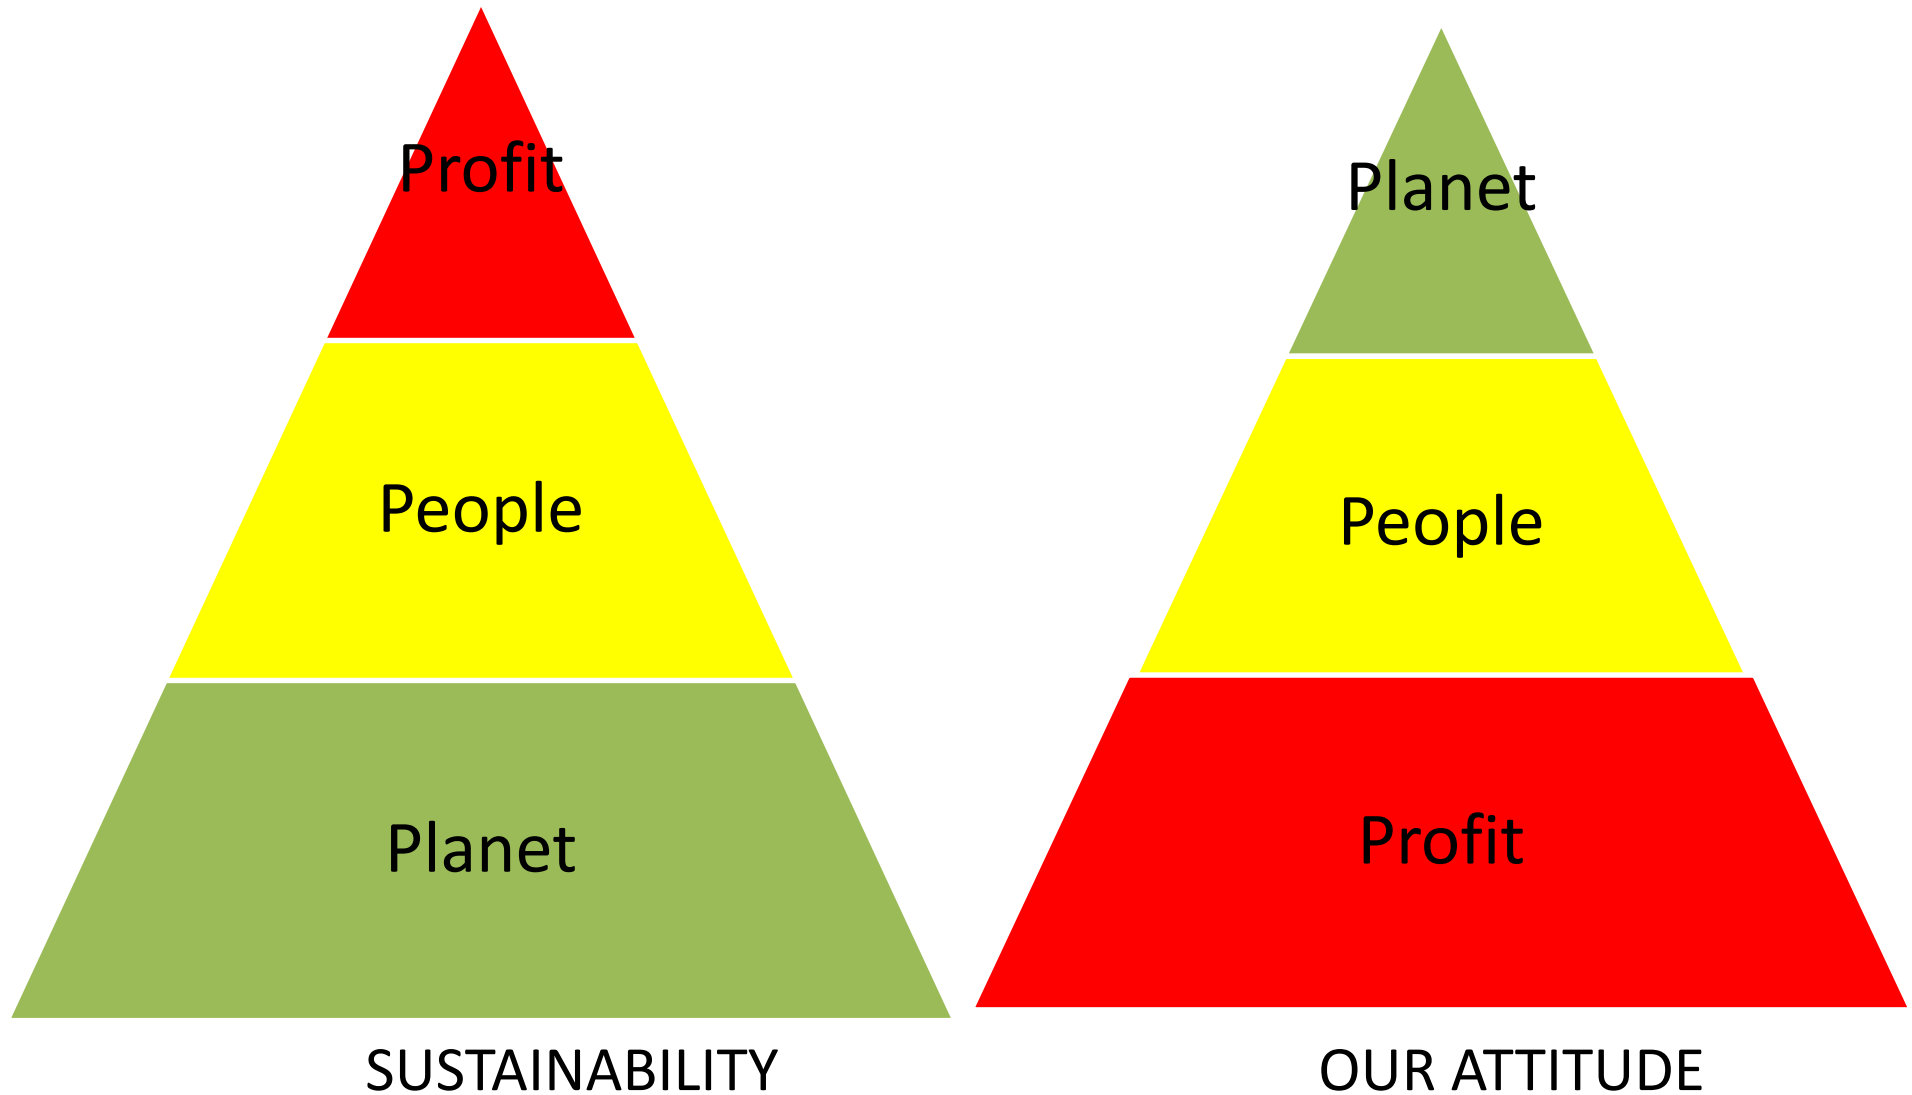 Profit
People
Planet
SUSTAINABILITY
Planet
People
Profit
OUR ATTITUDE